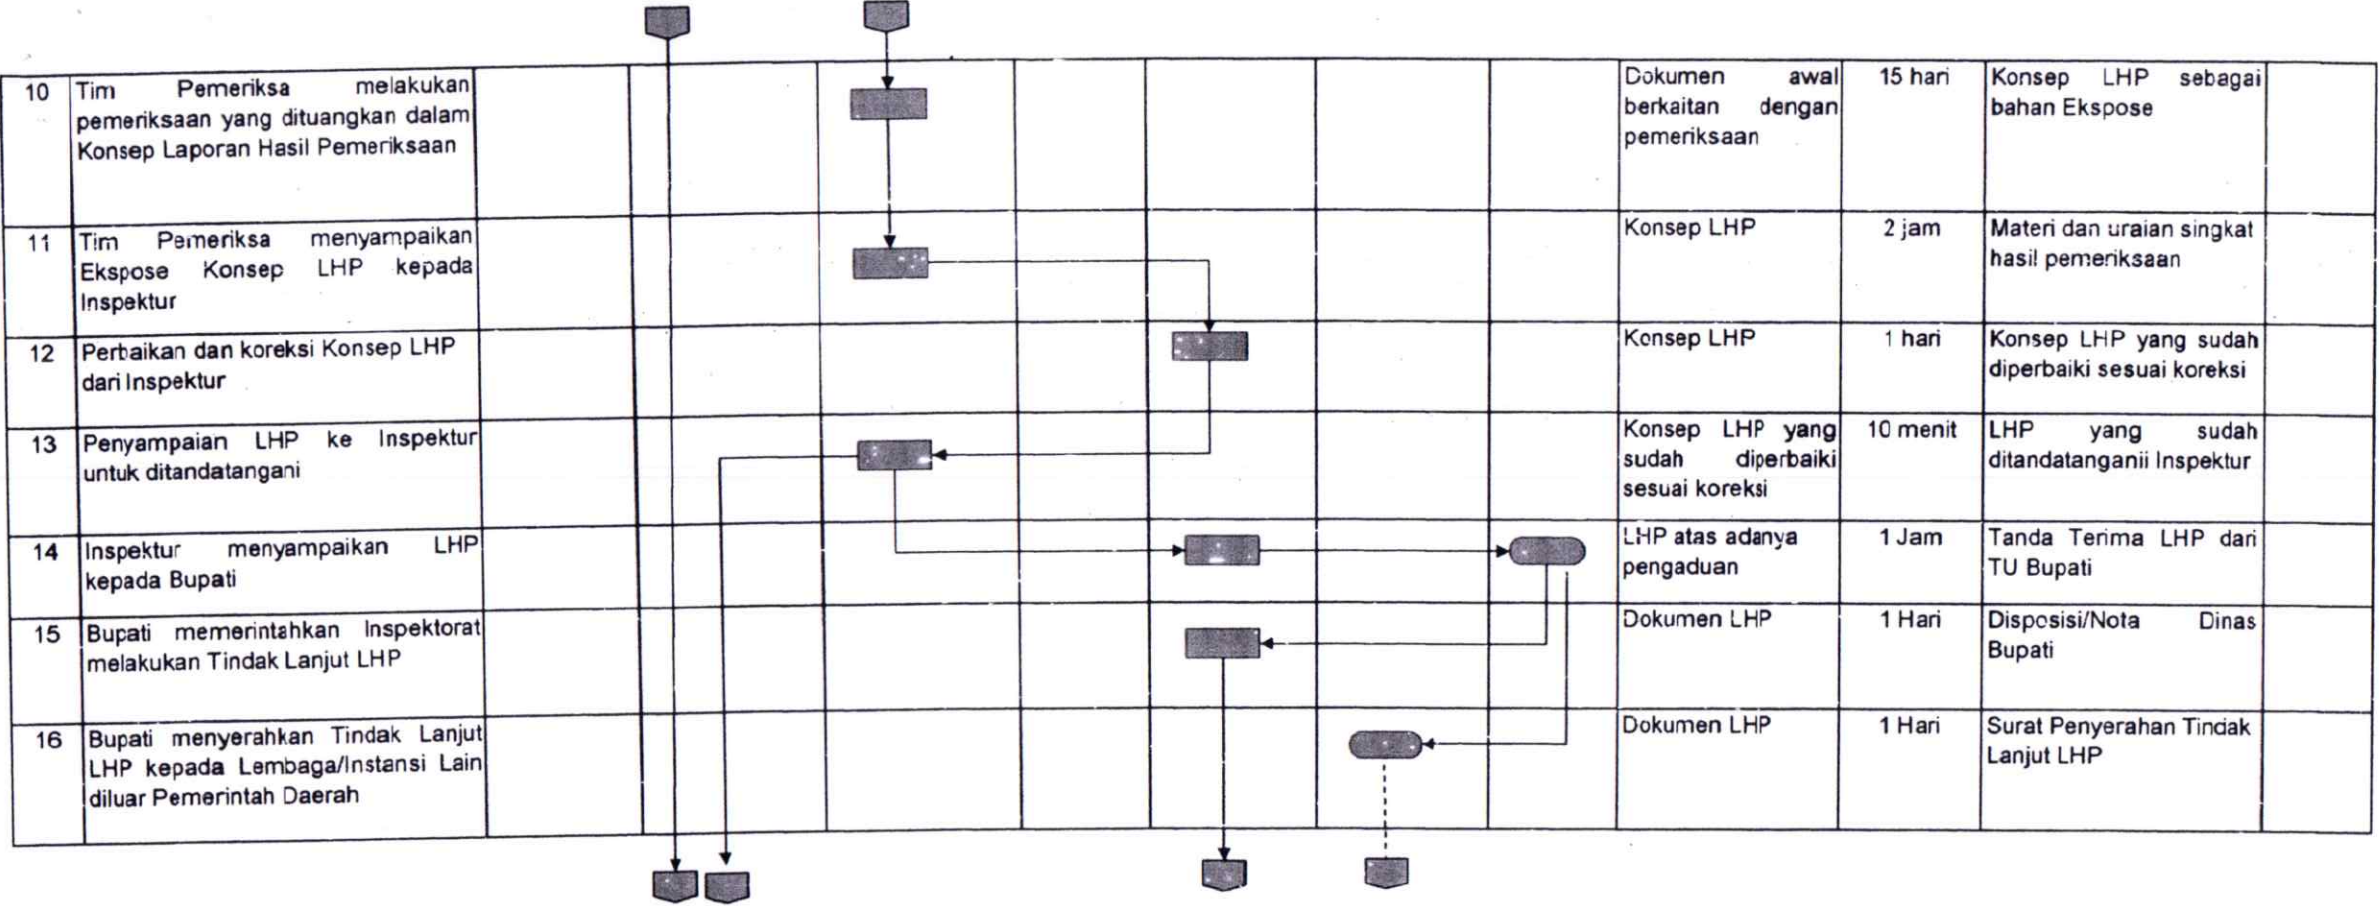 10
Tim Pemeriksa melakukan
pemeriksaan yang dituangkan dalam
Konsep Laporan Hasil Pemeriksaan
Dokumen awal
berkaitan dengan
pemeriksaan
15 hari
Konsep LHP sebagai
bahan Ekspose
11
Tim Pemeriksa menyampaikan
Ekspose Konsep LHP kepada
Inspektur
Konsep LHP
2 jam
Materi dan uraian singkat
hasil pemeriksaan
12
Perbaikan dan koreksi Konsep LHP
dari Inspektur
Konsep LHP
1 hari
Konsep LHP yang sudah
diperbaiki sesuai koreksi
13
Penyampaian LHP ke Inspektur
untuk ditandatangani
Konsep LHP yang
sudah diperbaiki
sesuai koreksi
10 menit
LHP yang sudah
ditandatanganii Inspektur
14
Inspektur menyampaikan LHP
kepada Bupati
LHP atas adanya
pengaduan
1 Jam
Tanda Terima LHP dari
TU Bupati
15
Bupati memerintahkan Inspektorat
melakukan Tindak Lanjut LHP
Dokumen LHP
1 Hari
Disposisi/Nota Dinas
Bupati
16
Bupati menyerahkan Tindak Lanjut
LHP kepada Lembaga/Instansi Lain
diluar Pemerintah Daerah
Dokumen LHP
1 Hari
Surat Penyerahan Tindak
Lanjut LHP